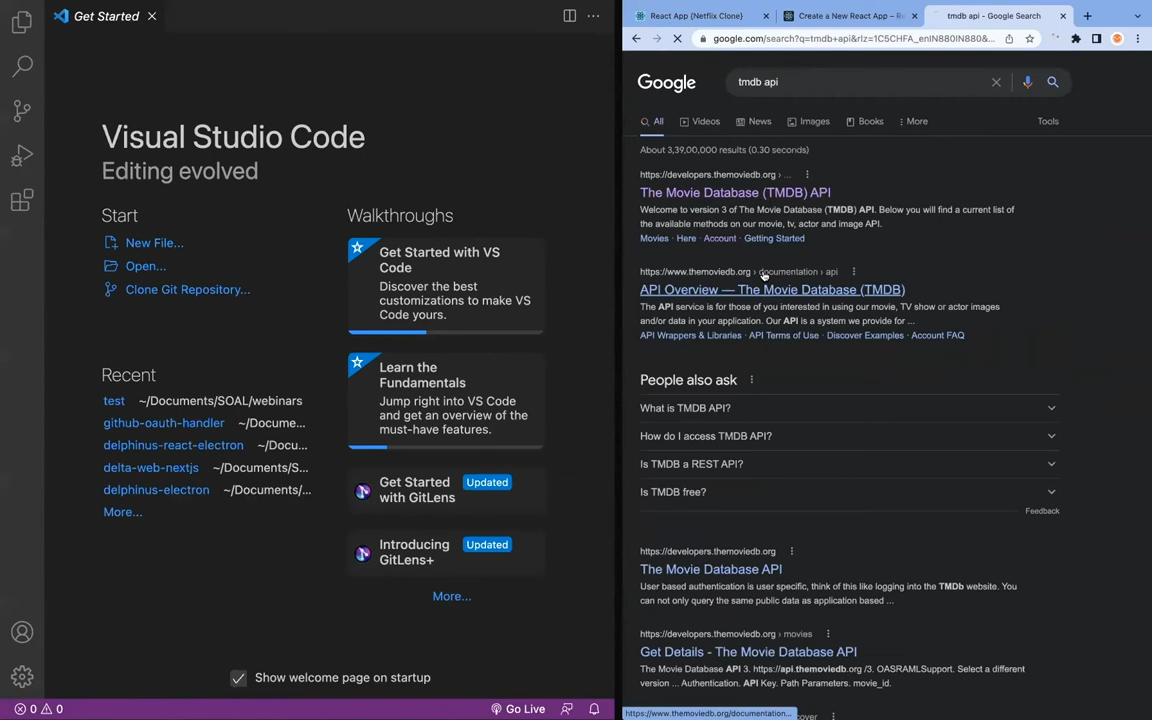 Get Started
Visual Studio Code
Editing evolved
Start
New File...
Open...
Clone Git Repository...
Recent
test ~/Documents/SOAL/webinars
github-oauth-handler ~/Docume...
delphinus-react-electron ~/Docu...
delta-web-nextjs ~/Documents/S...
delphinus-electron ~/Documents/...
More...
Walkthroughs
Get Started with VS
Code
Discover the best
customizations to make VS
Code yours.
Learn the
Fundamentals
Jump right into VS Code
and get an overview of the
must-have features.
Get Started Updated
with GitLens
Introducing Updated
GitLens+
More...
Show welcome page on startup
0 0
Go Live
React App {Netflix Clone}
Create a New React App – Re
tmdb api - Google Search
google.com/search?q=tmdb+api&rlz=1C5CHFA_enIN880IN880&...
Google
tmdb api
All Videos News Images Books More Tools
About 3,39,00,000 results (0.30 seconds)
https://developers.themoviedb.org › ...
The Movie Database (TMDB) API
Welcome to version 3 of The Movie Database (TMDB) API. Below you will find a current list of
the available methods on our movie, tv, actor and image API.
Movies · Here · Account · Getting Started
https://www.themoviedb.org › documentation › api
API Overview — The Movie Database (TMDB)
The API service is for those of you interested in using our movie, TV show or actor images
and/or data in your application. Our API is a system we provide for ...
API Wrappers & Libraries · API Terms of Use · Discover Examples · Account FAQ
People also ask
What is TMDB API?
How do I access TMDB API?
Is TMDB a REST API?
Is TMDB free?
Feedback
https://developers.themoviedb.org
The Movie Database API
User based authentication is user specific, think of this like logging into the TMDb website. You
can not only query the same public data as application based ...
https://developers.themoviedb.org › movies
Get Details - The Movie Database API
The Movie Database API 3. https://api.themoviedb.org /3. OASRAMLSupport. Select a different
version ... Authentication. API Key. Path Parameters. movie_id.
https://www.themoviedb.org/documentation...